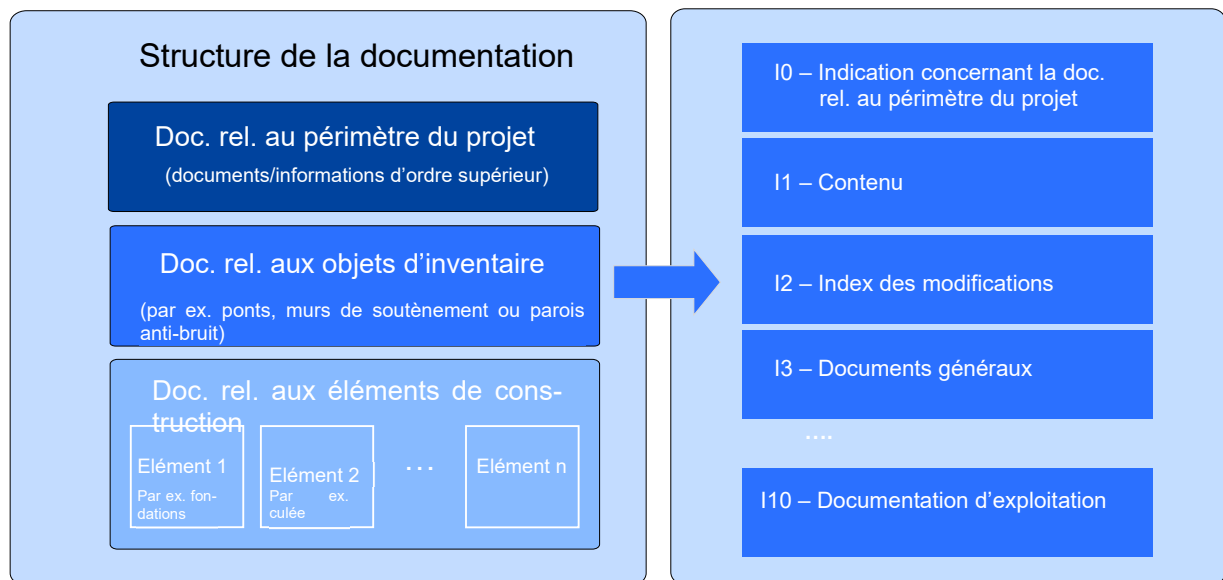 Structure de la documentation
Doc. rel. au périmètre du projet
(documents/informations d’ordre supérieur)
Doc. rel. aux objets d’inventaire
(par ex. ponts, murs de soutènement ou parois
anti-bruit)
Doc. rel. aux éléments de cons-
truction
Elément 1
Par ex. fon-
dations
Elément 2
Par ex.
culée
...
Elément n
I0 – Indication concernant la doc.
rel. au périmètre du projet
I1 – Contenu
I2 – Index des modifications
I3 – Documents généraux
....
I10 – Documentation d’exploitation